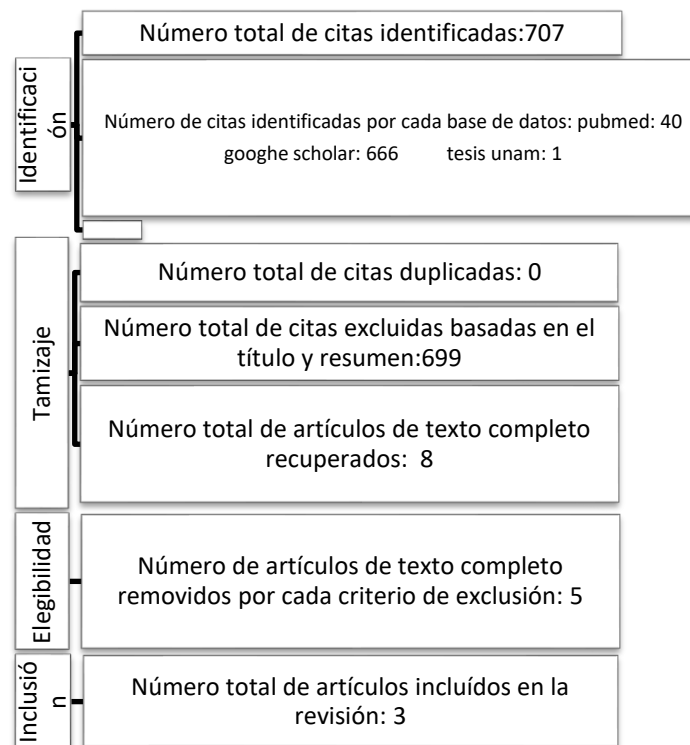 Identificaci
ón
Número total de citas identificadas:707
Número de citas identificadas por cada base de datos: pubmed: 40
googhe scholar: 666 tesis unam: 1
Tamizaje
Número total de citas duplicadas: 0
Número total de citas excluidas basadas en el
título y resumen:699
Número total de artículos de texto completo
recuperados: 8
Elegibilidad
Número de artículos de texto completo
removidos por cada criterio de exclusión: 5
Inclusió
n
Número total de artículos incluídos en la
revisión: 3